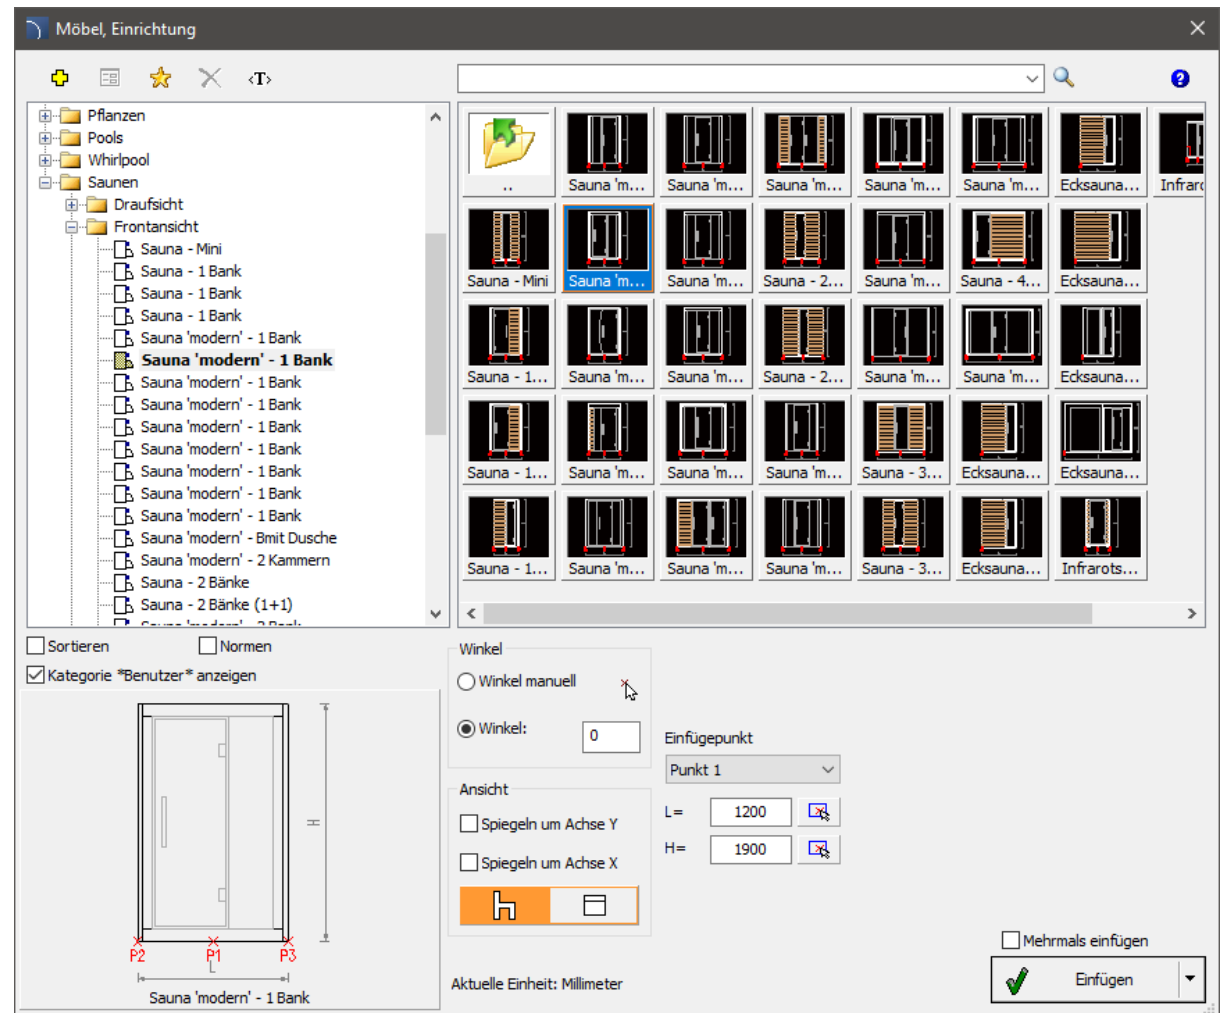 Möbel, Einrichtung
<T>
Pflanzen
Pools
Whirlpool
Saunen
Draufsicht
Frontansicht
Sauna - Mini
Sauna - 1 Bank
Sauna - 1 Bank
Sauna - 1 Bank
Sauna 'modern' - 1 Bank
Sauna 'modern' - 1 Bank
Sauna 'modern' - 1 Bank
Sauna 'modern' - 1 Bank
Sauna 'modern' - 1 Bank
Sauna 'modern' - 1 Bank
Sauna 'modern' - 1 Bank
Sauna 'modern' - 1 Bank
Sauna 'modern' - 1 Bank
Sauna 'modern' - Bmit Dusche
Sauna 'modern' - 2 Kammern
Sauna - 2 Bänke
Sauna - 2 Bänke (1+1)
.. Sauna 'm... Sauna 'm... Sauna 'm... Sauna 'm... Sauna 'm... Ecksauna... Infrarc
Sauna - Mini Sauna 'm... Sauna 'm... Sauna - 2... Sauna 'm... Sauna - 4... Ecksauna...
Sauna - 1... Sauna 'm... Sauna 'm... Sauna - 2... Sauna 'm... Sauna 'm... Ecksauna...
Sauna - 1... Sauna 'm... Sauna 'm... Sauna 'm... Sauna - 3... Ecksauna... Ecksauna...
Sauna - 1... Sauna 'm... Sauna 'm... Sauna 'm... Sauna - 3... Ecksauna... Infrarots...
Sortieren Normen
Kategorie *Benutzer* anzeigen
H
P2 P1 P3
L
Sauna 'modern' - 1 Bank
Winkel
Winkel manuell
Winkel: 0
Ansicht
Spiegeln um Achse Y
Spiegeln um Achse X
Einfügepunkt
Punkt 1
L= 1200
H= 1900
Aktuelle Einheit: Millimeter
Mehrmals einfügen
Einfügen